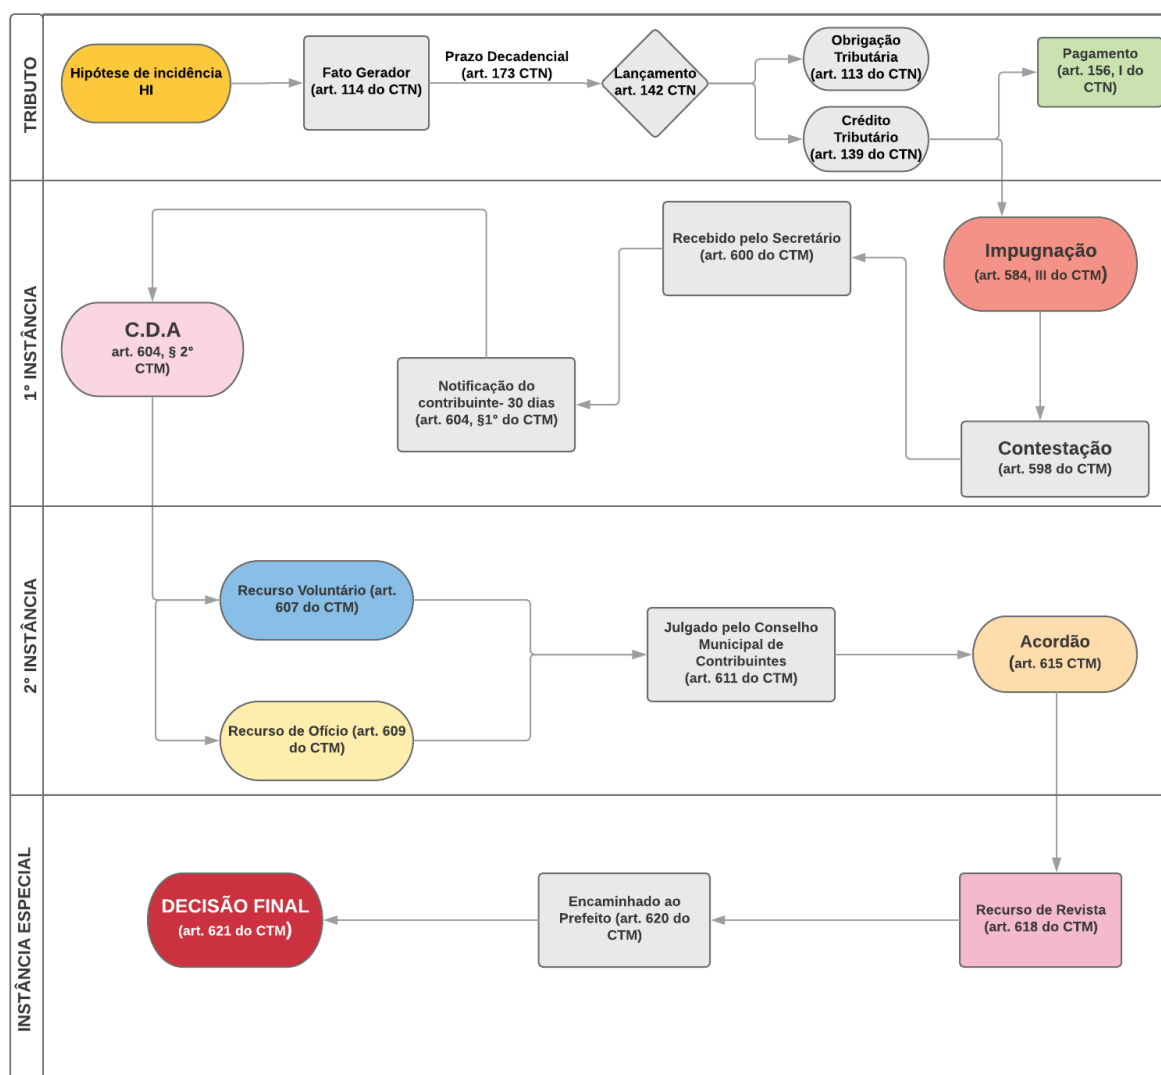 TRIBUTO
Hipótese de incidência
HI
Fato Gerador
(art. 114 do CTN)
Prazo Decadencial
(art. 173 CTN)
Lançamento
art. 142 CTN
Obrigação
Tributária
(art. 113 do CTN)
Crédito
Tributário
(art. 139 do CTN)
Pagamento
(art. 156, I do
CTN)
1° INSTÂNCIA
Impugnação
(art. 584, III do CTM)
Contestação
(art. 598 do CTM)
Recebido pelo Secretário
(art. 600 do CTM)
Notificação do
contribuinte- 30 dias
(art. 604, §1° do CTM)
C.D.A
art. 604, § 2°
CTM)
2° INSTÂNCIA
Recurso Voluntário (art.
607 do CTM)
Recurso de Ofício (art. 609
do CTM)
Julgado pelo Conselho
Municipal de
Contribuintes
(art. 611 do CTM)
Acordão
(art. 615 CTM)
INSTÂNCIA ESPECIAL
Recurso de Revista
(art. 618 do CTM)
Encaminhado ao
Prefeito (art. 620 do
CTM)
DECISÃO FINAL
(art. 621 do CTM)